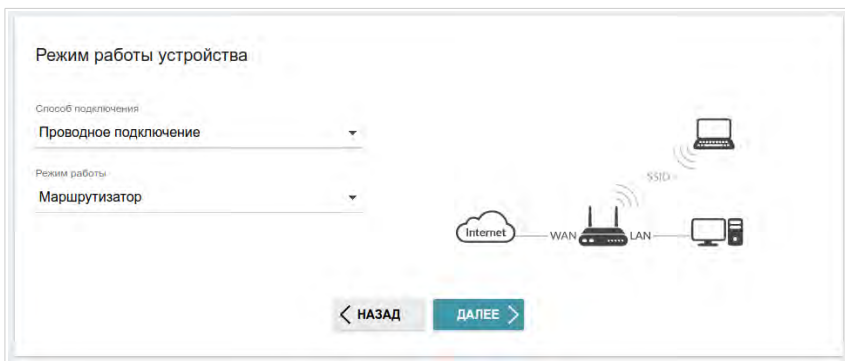 Режим работы устройства
Способ подключения
Проводное подключение
Режим работы
Маршрутизатор
SSID
Internet
WAN
LAN
НАЗАД
ДАЛЕЕ